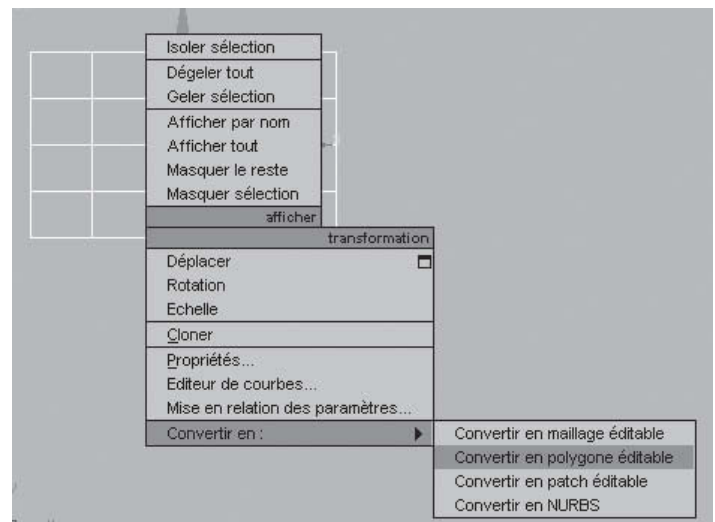 Isoler sélection
Dégeler tout
Geler sélection
Afficher par nom
Afficher tout
Masquer le reste
Masquer sélection
afficher
transformation
Déplacer
Rotation
Echelle
Cloner
Propriétés...
Editeur de courbes...
Mise en relation des paramètres...
Convertir en :
Convertir en maillage éditable
Convertir en polygone éditable
Convertir en patch éditable
Convertir en NURBS